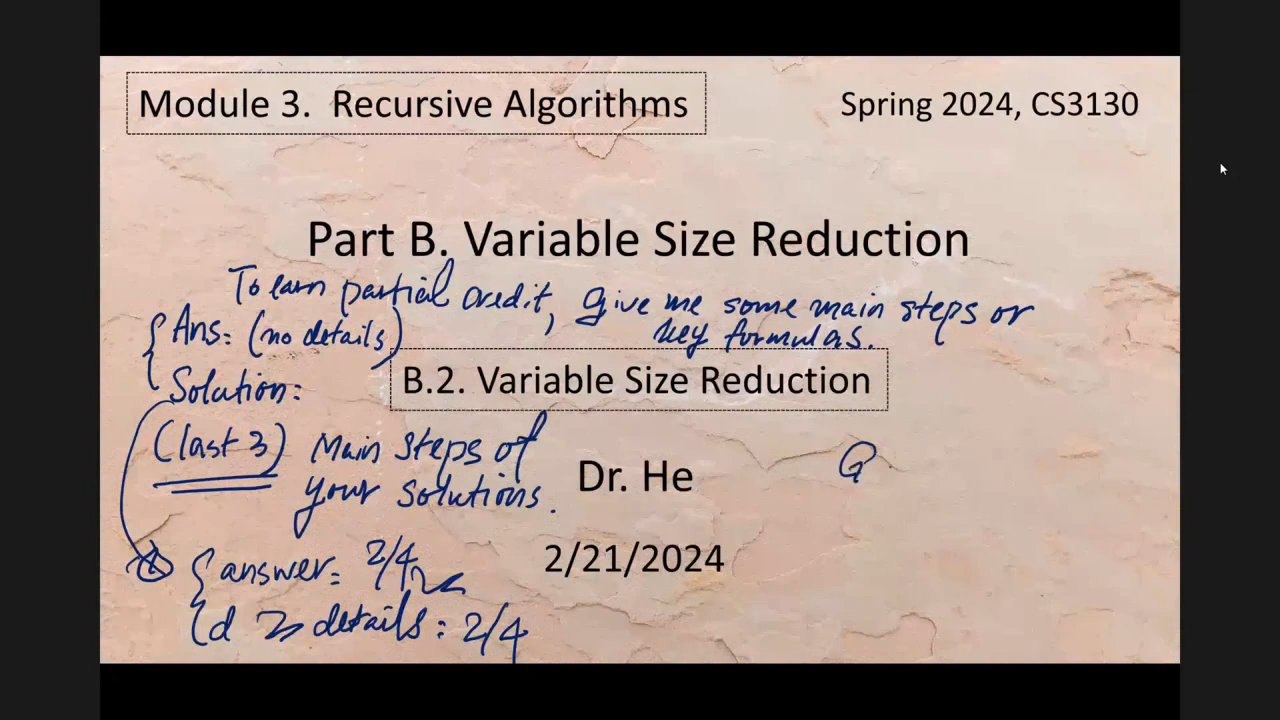 Module 3. Recursive Algorithms
Spring 2024, CS3130
Part B. Variable Size Reduction
To earn partial credit, give me some main steps or
key formulas.
Ans: (no details)
Solution:
B.2. Variable Size Reduction
(last 3) Main steps of
your solutions.
Dr. He
2/21/2024
answer: 2/4
details: 2/4